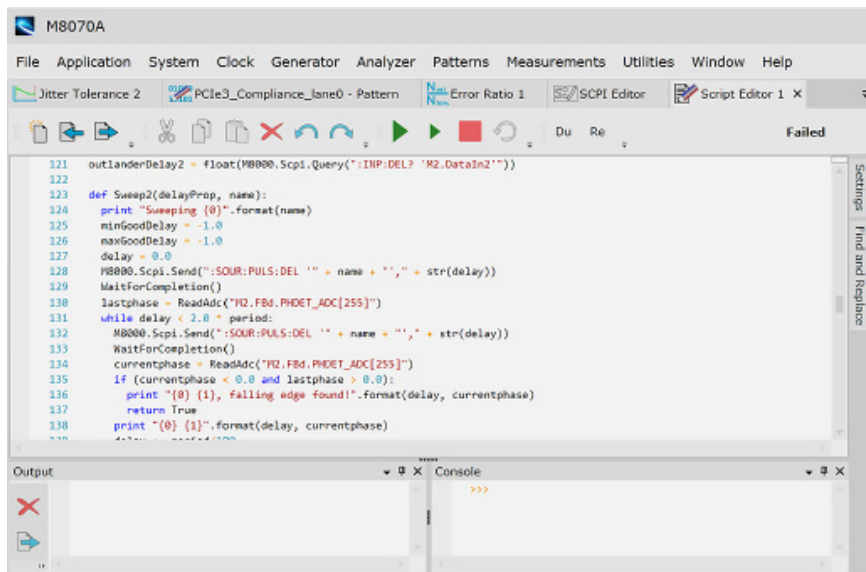 M8070A
File Application System Clock Generator Analyzer Patterns Measurements Utilities Window Help
Jitter Tolerance 2 PCIe3_Compliance_lane0 - Pattern Error Ratio 1 SCPI Editor Script Editor 1 ×
Du Re Failed
121 outlanderDelay2 = float(M8000.Scpi.Query(":INP:DEL? 'M2.DataIn2'"))
122
123 def Sweep2(delayProp, name):
124 print "Sweeping {0}".format(name)
125 minGoodDelay = -1.0
126 maxGoodDelay = -1.0
127 delay = 0.0
128 M8000.Scpi.Send(":SOUR:PULS:DEL '" + name + "'," + str(delay))
129 WaitForCompletion()
130 lastphase = ReadAdc("M2.FBd.PHDET_ADC[255]")
131 while delay < 2.0 * period:
132 M8000.Scpi.Send(":SOUR:PULS:DEL '" + name + "'," + str(delay))
133 WaitForCompletion()
134 currentphase = ReadAdc("M2.FBd.PHDET_ADC[255]")
135 if (currentphase < 0.0 and lastphase > 0.0):
136 print "{0} {1}, falling edge found!".format(delay, currentphase)
137 return True
138 print "{0} {1}".format(delay, currentphase)
Settings
Find and Replace
Output
Console
>>>